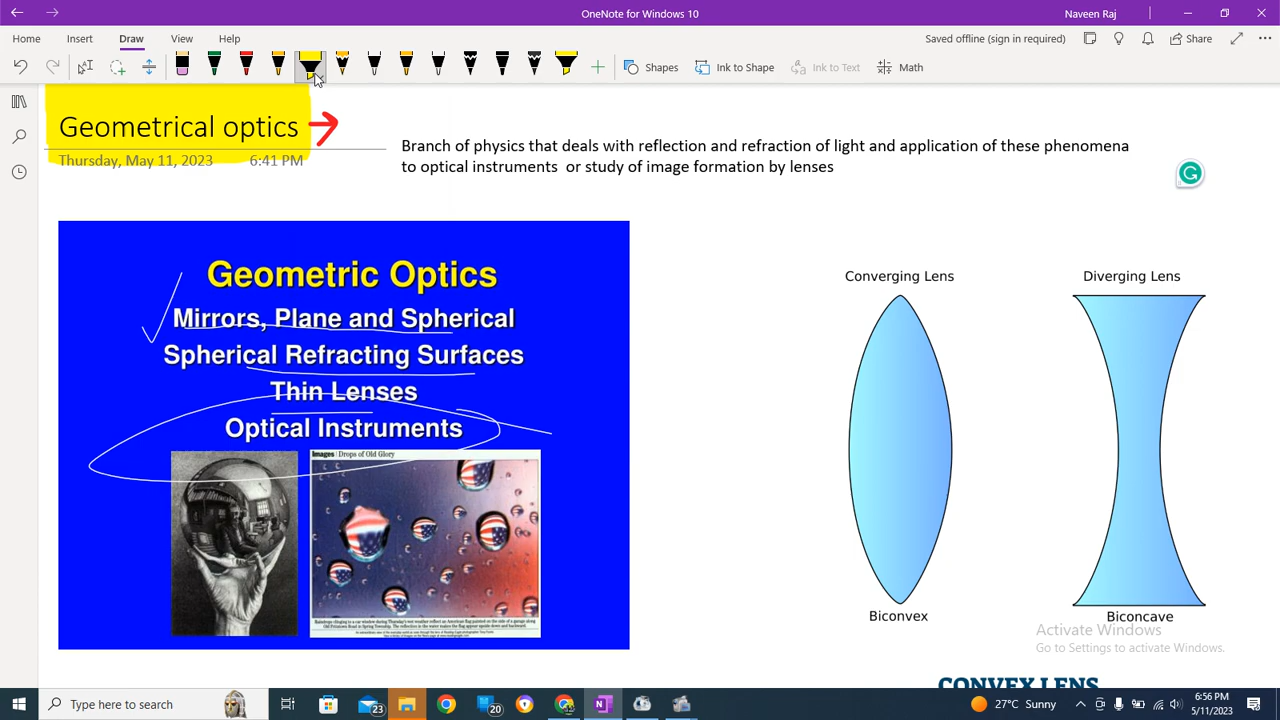 OneNote for Windows 10
Naveen Raj
Home
Insert
Draw
View
Help
Saved offline (sign in required)
Share
Shapes
Ink to Shape
Ink to Text
Math
Geometrical optics
Thursday, May 11, 2023 6:41 PM
Branch of physics that deals with reflection and refraction of light and application of these phenomena
to optical instruments or study of image formation by lenses
Geometric Optics
Mirrors, Plane and Spherical
Spherical Refracting Surfaces
Thin Lenses
Optical Instruments
Images Drops of Old Glory
Converging Lens
Diverging Lens
Biconvex
Biconcave
Activate Windows
Go to Settings to activate Windows.
CONVEX LENS
Type here to search
23
20
27°C Sunny
6:56 PM
5/11/2023